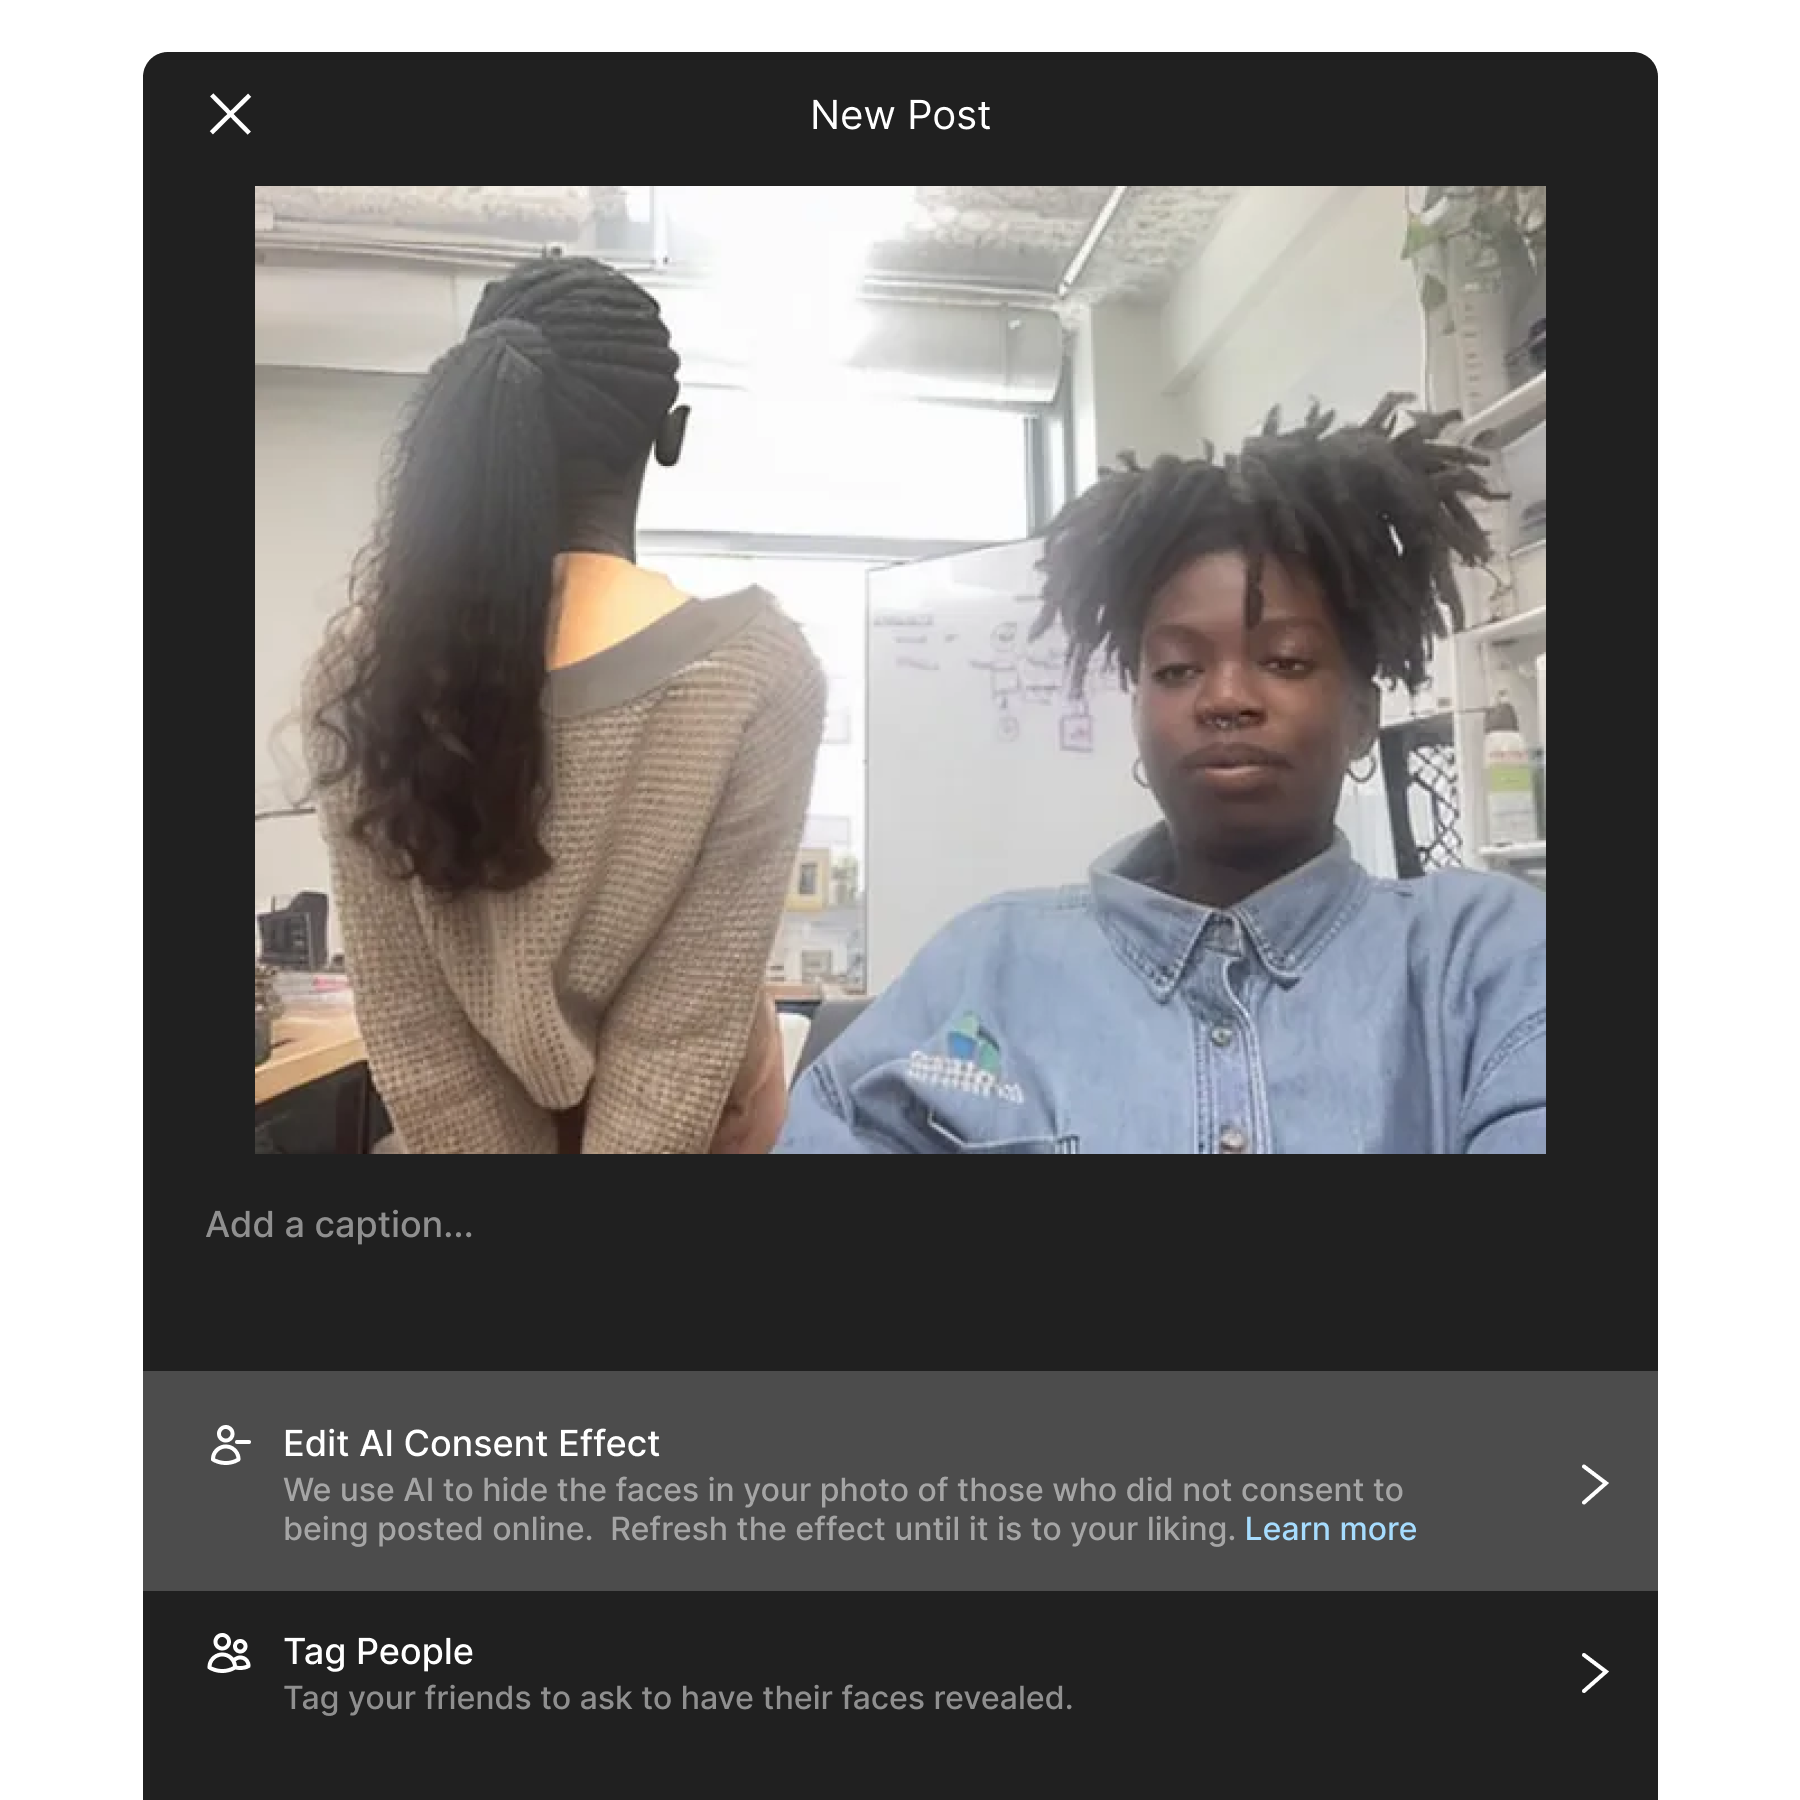 New Post
Add a caption...
Edit AI Consent Effect
We use AI to hide the faces in your photo of those who did not consent to
being posted online.  Refresh the effect until it is to your liking. Learn more
Tag People
Tag your friends to ask to have their faces revealed.